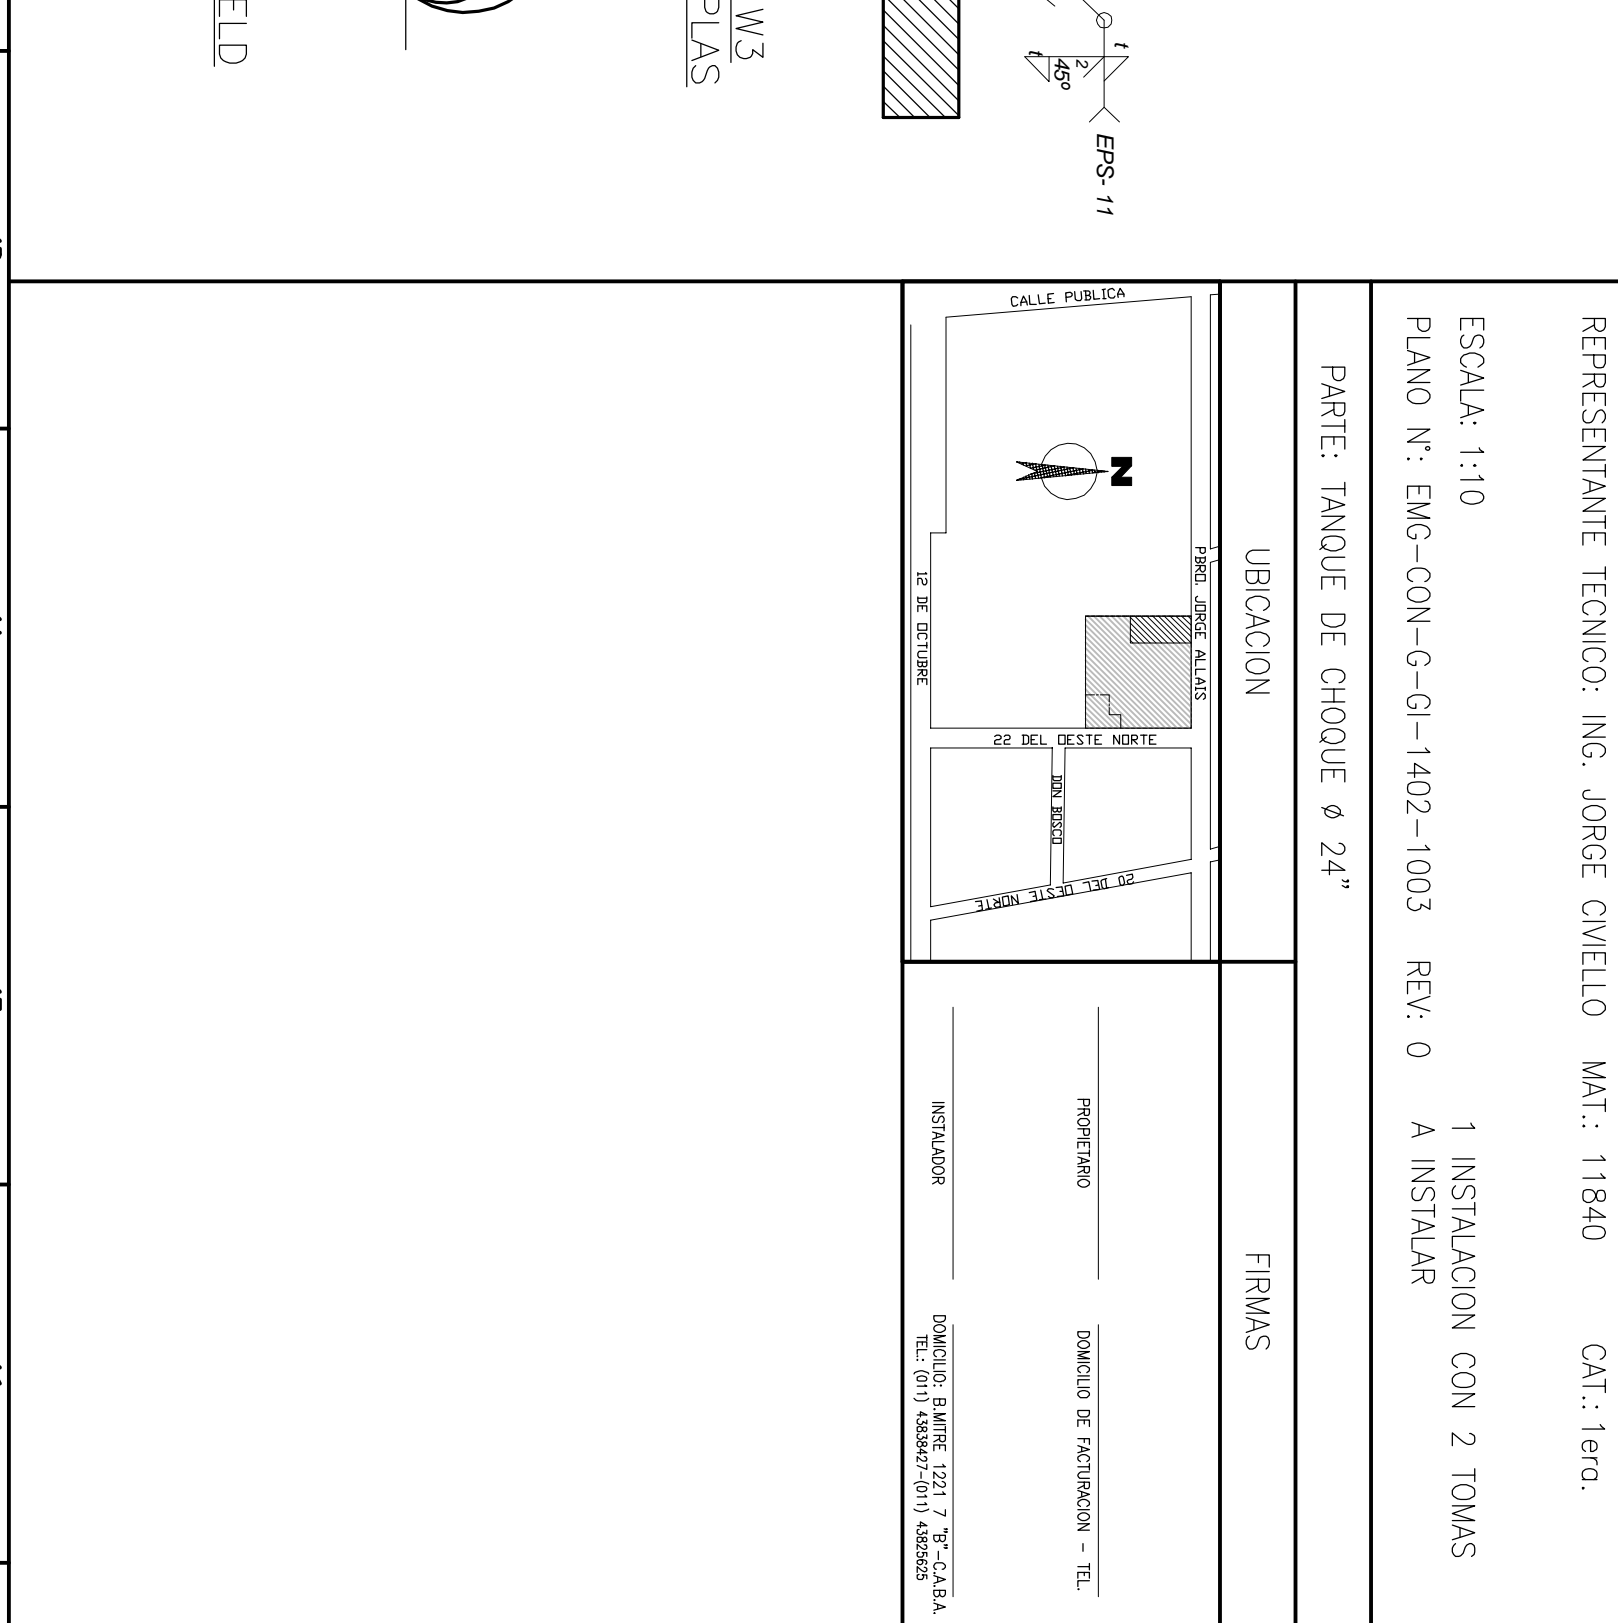 REPRESENTANTE TECNICO: ING. JORGE CIVIELLO MAT.: 11840 CAT.: 1era.
ESCALA: 1:10
1 INSTALACION CON 2 TOMAS
A INSTALAR
PLANO N°: EMG-CON-G-GI-1402-1003 REV: 0
PARTE: TANQUE DE CHOQUE Ø 24"
UBICACION
FIRMAS
CALLE PUBLICA
N
PBRO. JORGE ALLAIS
12 DE OCTUBRE
22 DEL OESTE NORTE
DON BOSCO
20 DEL OESTE NORTE
PROPIETARIO
DOMICILIO DE FACTURACION - TEL.
INSTALADOR
DOMICILIO: B.MITRE 1221 7 "B"-C.A.B.A.
TEL.: (011) 43838427-(011) 43825625
t
2
t
45º
EPS- 11
W3
PLAS
ELD